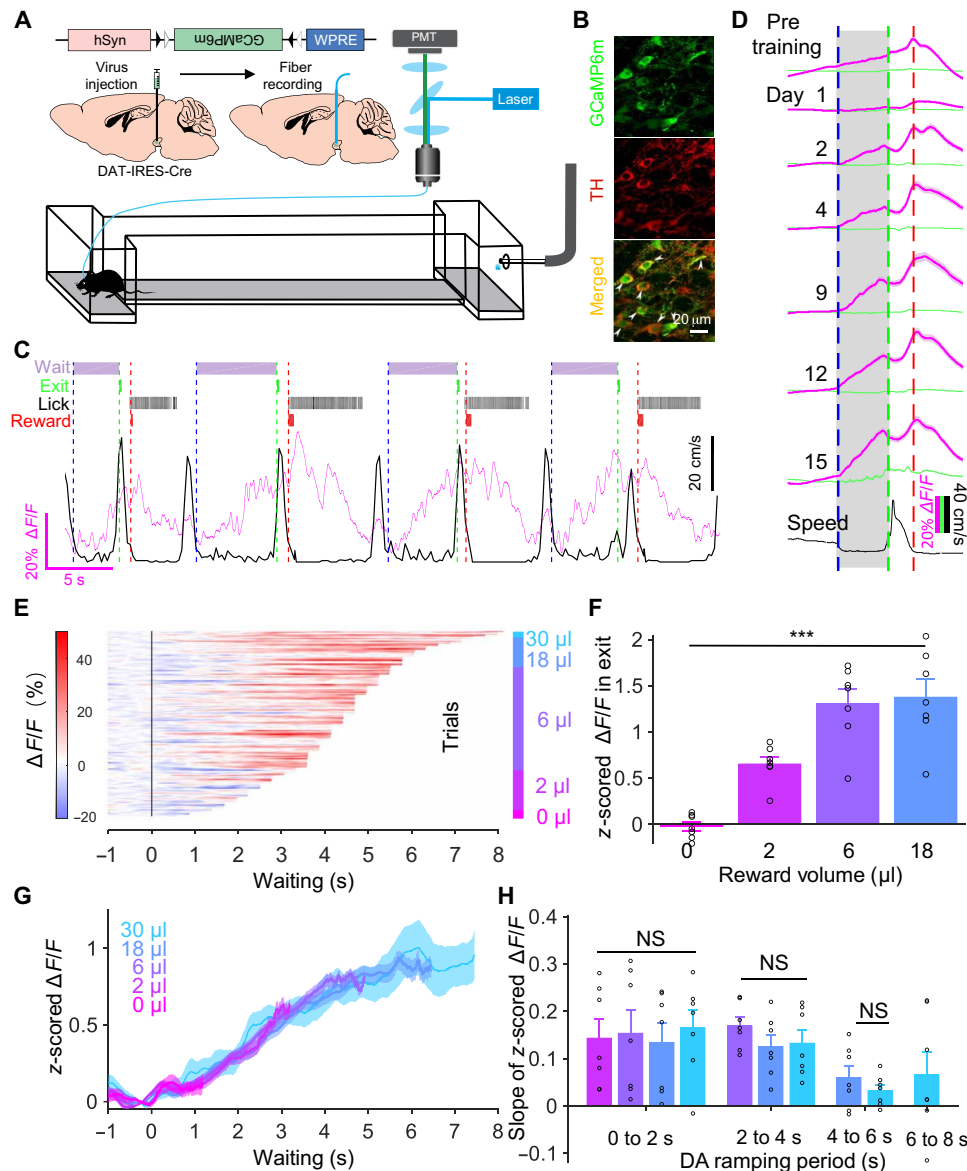 A
hSyn
GCaMP6m
WPRE
PMT
Virus
injection
Fiber
recording
Laser
DAT-IRES-Cre
B
GCaMP6m
TH
Merged
20 μm
C
Wait
Exit
Lick
Reward
20 cm/s
20% ΔF/F
5 s
D
Pre
training
Day 1
2
4
9
12
15
Speed
20% ΔF/F
40 cm/s
E
ΔF/F (%)
40
20
0
−20
Trials
30 µl
18 µl
6 µl
2 µl
0 µl
−1 0 1 2 3 4 5 6 7 8
Waiting (s)
F
z-scored ΔF/F in exit
2
1.5
1
0.5
0
***
0 2 6 18
Reward volume (µl)
G
z-scored ΔF/F
1
0.5
0
30 µl
18 µl
6 µl
2 µl
0 µl
−1 0 1 2 3 4 5 6 7 8
Waiting (s)
H
Slope of z-scored ΔF/F
0.4
0.3
0.2
0.1
0
−0.1
NS
NS
NS
0 to 2 s 2 to 4 s 4 to 6 s 6 to 8 s
DA ramping period (s)